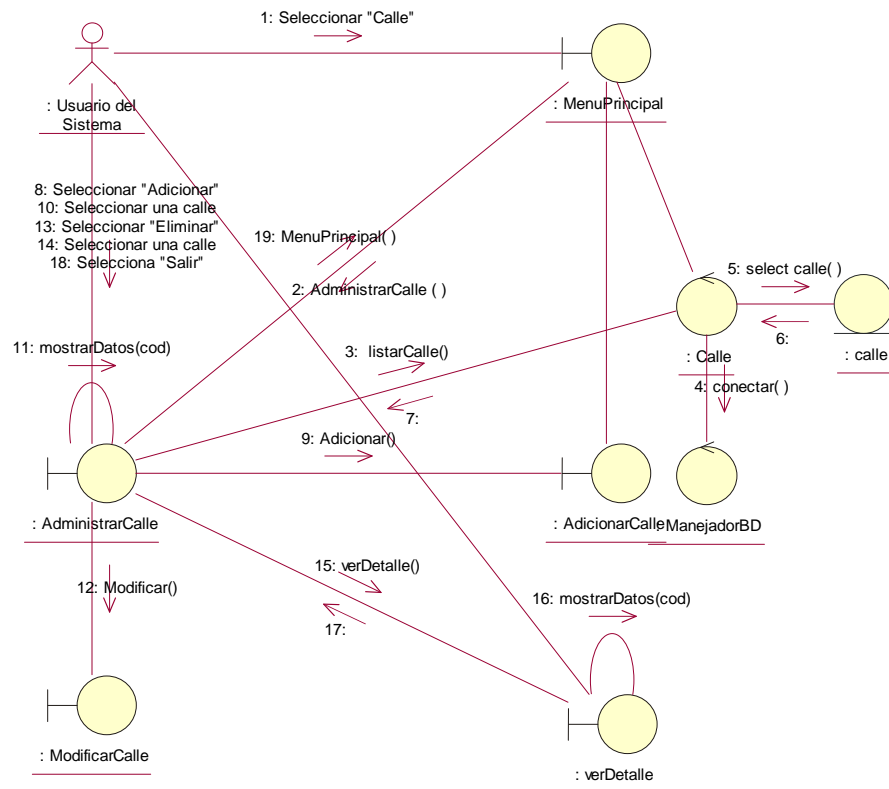 1: Seleccionar "Calle"
: Usuario del
Sistema
: MenuPrincipal
8: Seleccionar "Adicionar"
10: Seleccionar una calle
13: Seleccionar "Eliminar"
14: Seleccionar una calle
18: Selecciona "Salir"
19: MenuPrincipal( )
2: AdministrarCalle ( )
5: select calle( )
6:
: Calle
: calle
11: mostrarDatos(cod)
3: listarCalle()
4: conectar( )
7:
9: Adicionar()
: AdministrarCalle
: AdicionarCalle
: ManejadorBD
15: verDetalle()
12: Modificar()
16: mostrarDatos(cod)
17:
: ModificarCalle
: verDetalle